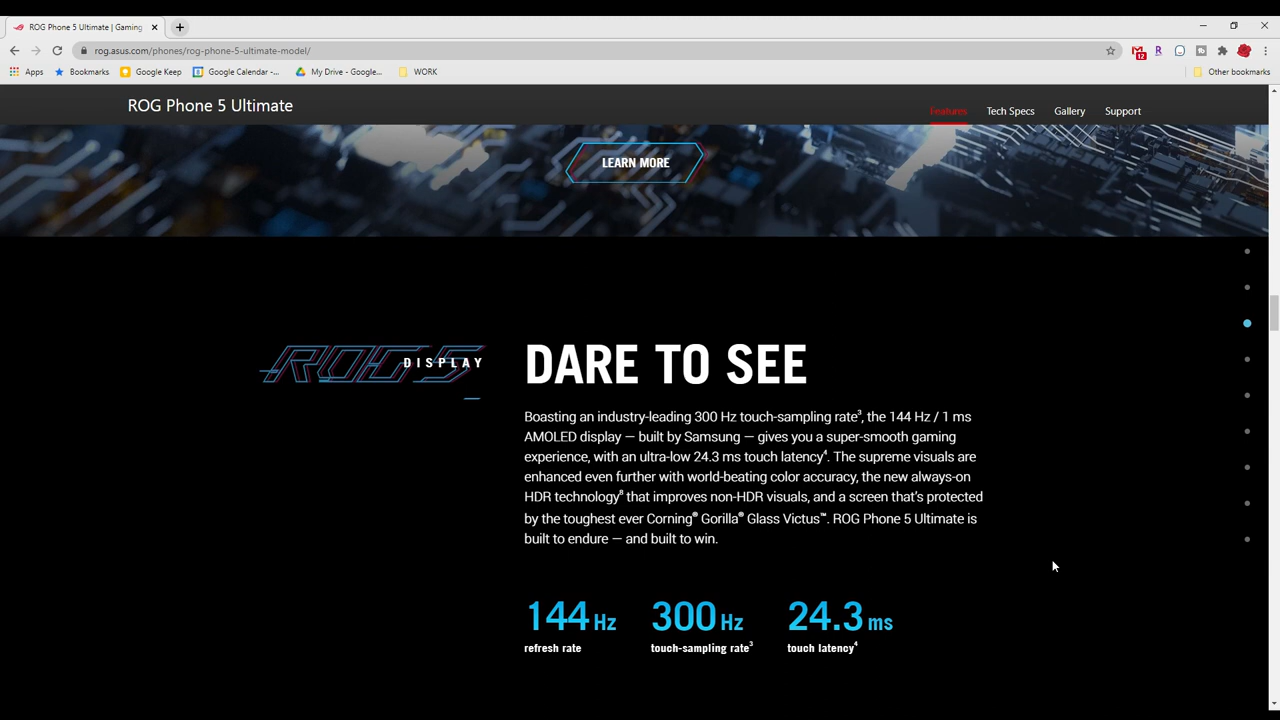 ROG Phone 5 Ultimate | Gaming
rog.asus.com/phones/rog-phone-5-ultimate-model/
12
R
Apps
Bookmarks
Google Keep
Google Calendar -...
My Drive - Google...
WORK
Other bookmarks
ROG Phone 5 Ultimate
Features
Tech Specs
Gallery
Support
LEARN MORE
ROG 5
DISPLAY
DARE TO SEE
Boasting an industry-leading 300 Hz touch-sampling rate³, the 144 Hz / 1 ms
AMOLED display — built by Samsung — gives you a super-smooth gaming
experience, with an ultra-low 24.3 ms touch latency⁴. The supreme visuals are
enhanced even further with world-beating color accuracy, the new always-on
HDR technology⁸ that improves non-HDR visuals, and a screen that's protected
by the toughest ever Corning® Gorilla® Glass Victus™. ROG Phone 5 Ultimate is
built to endure — and built to win.
144 Hz
refresh rate
300 Hz
touch-sampling rate³
24.3 ms
touch latency⁴